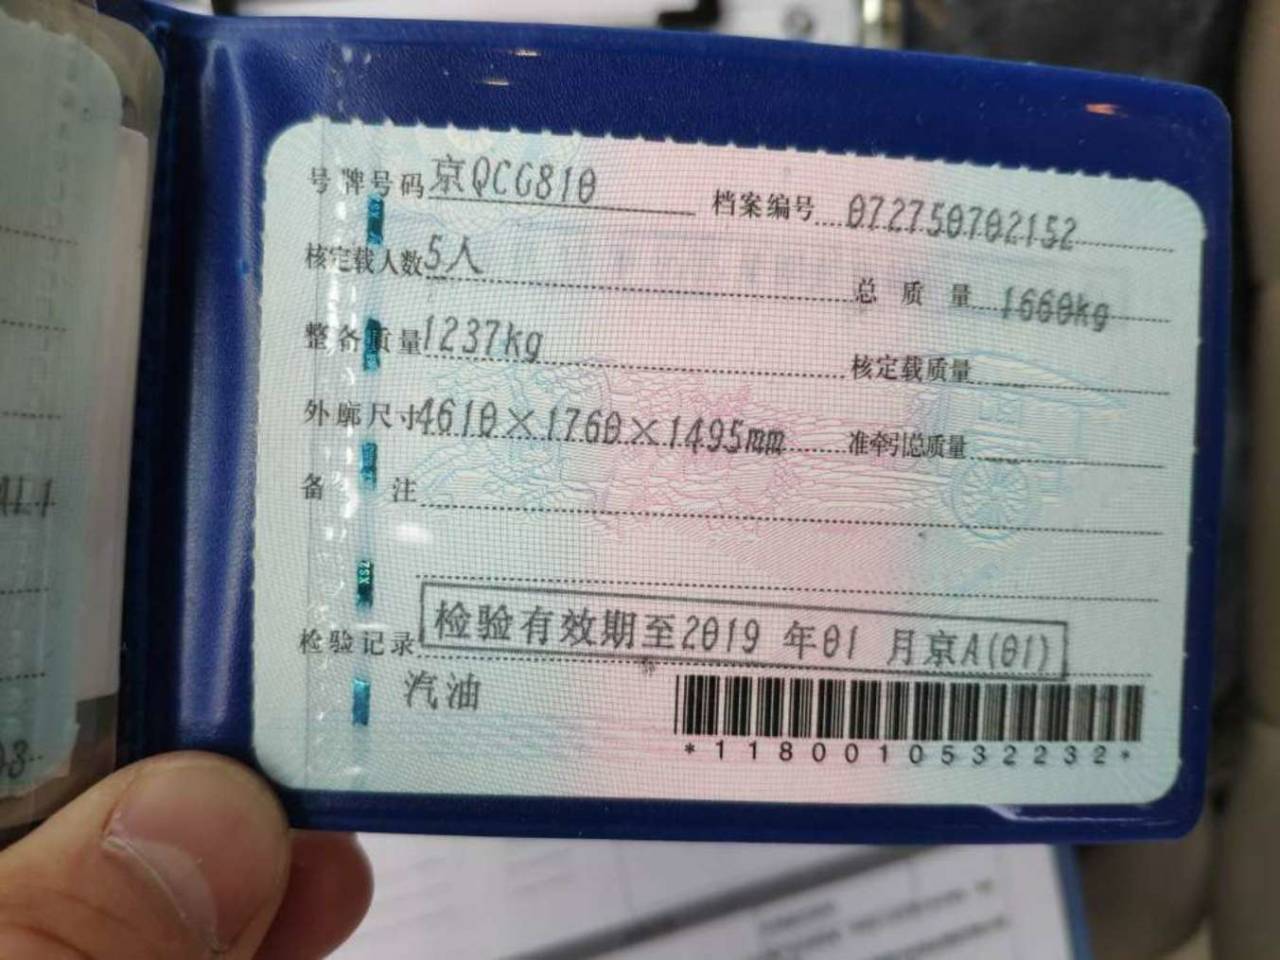 号牌号码 京QCG810 档案编号 072750702152
核定载人数 5人 总质量 1660kg
整备质量 1237kg 核定载质量
外廓尺寸 4610×1760×1495mm 准牵引总质量
备注
检验记录 检验有效期至2019 年01 月京A(01)
汽油
*1180010532232*